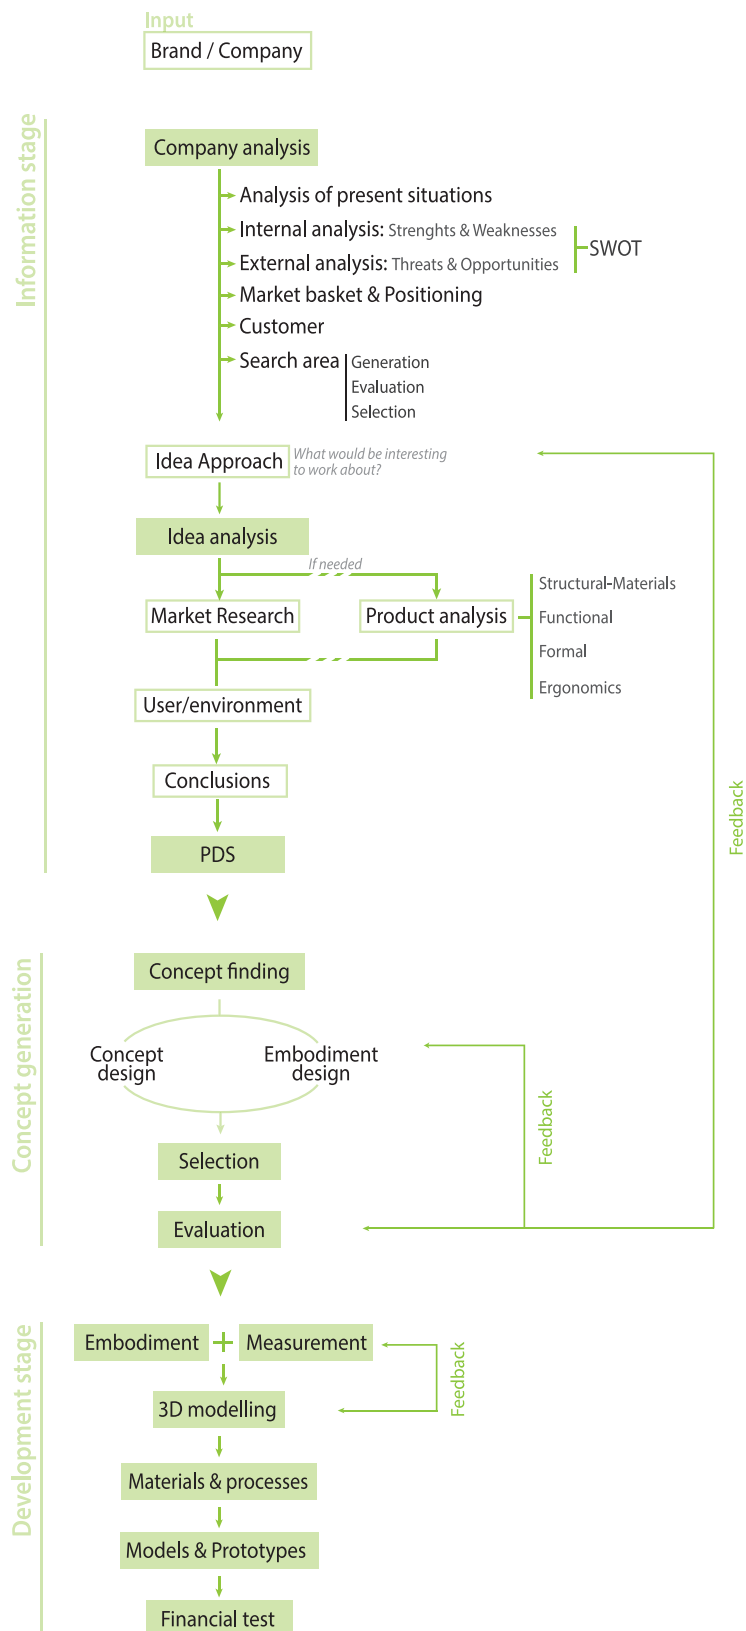 Input
Brand / Company
Information stage
Company analysis
Analysis of present situations
Internal analysis: Strenghts & Weaknesses
External analysis: Threats & Opportunities
SWOT
Market basket & Positioning
Customer
Search area
Generation
Evaluation
Selection
Idea Approach
What would be interesting
to work about?
Idea analysis
If needed
Market Research
Product analysis
Structural-Materials
Functional
Formal
Ergonomics
User/environment
Conclusions
PDS
Feedback
Concept generation
Concept finding
Concept
design
Embodiment
design
Feedback
Selection
Evaluation
Development stage
Embodiment + Measurement
Feedback
3D modelling
Materials & processes
Models & Prototypes
Financial test